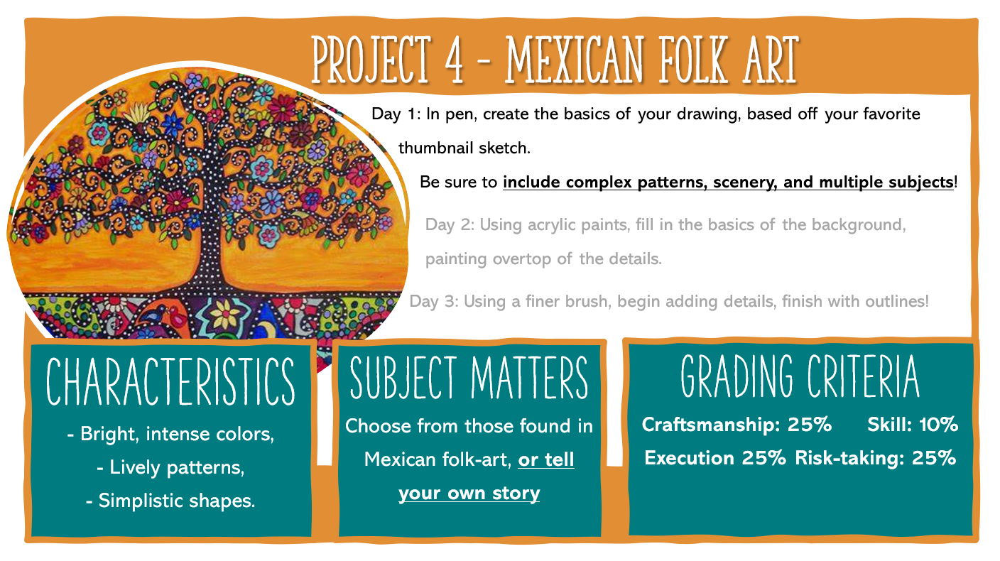 PROJECT 4 - MEXICAN FOLK ART
Day 1: In pen, create the basics of your drawing, based off your favorite
thumbnail sketch.
Be sure to include complex patterns, scenery, and multiple subjects!
Day 2: Using acrylic paints, fill in the basics of the background,
painting overtop of the details.
Day 3: Using a finer brush, begin adding details, finish with outlines!
CHARACTERISTICS
- Bright, intense colors,
- Lively patterns,
- Simplistic shapes.
SUBJECT MATTERS
Choose from those found in
Mexican folk-art, or tell
your own story
GRADING CRITERIA
Craftsmanship: 25% Skill: 10%
Execution 25% Risk-taking: 25%